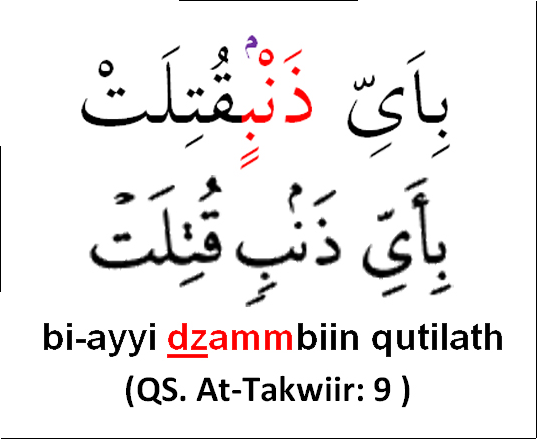 بِاَيِّ ذَنْۢبٍقُتِلَتْ
بِأَيِّ ذَنۢبٖ قُتِلَتۡ
bi-ayyi dzammbiin qutilath
(QS. At-Takwiir: 9 )